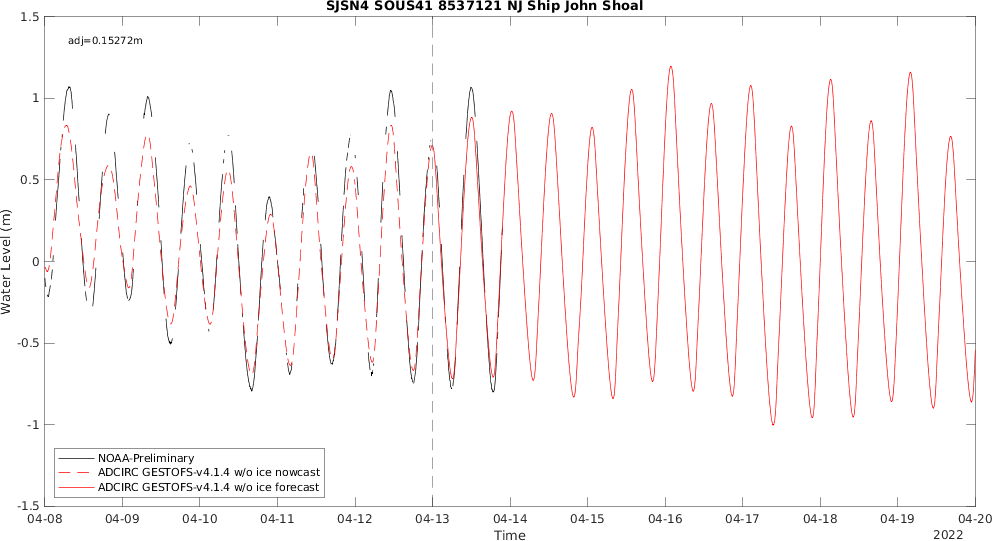 SJSN4 SOUS41 8537121 NJ Ship John Shoal
adj=0.15272m
1.5
1
0.5
0
-0.5
-1
-1.5
Water Level (m)
NOAA-Preliminary
ADCIRC GESTOFS-v4.1.4 w/o ice nowcast
ADCIRC GESTOFS-v4.1.4 w/o ice forecast
04-08 04-09 04-10 04-11 04-12 04-13 04-14 04-15 04-16 04-17 04-18 04-19 04-20
Time
2022